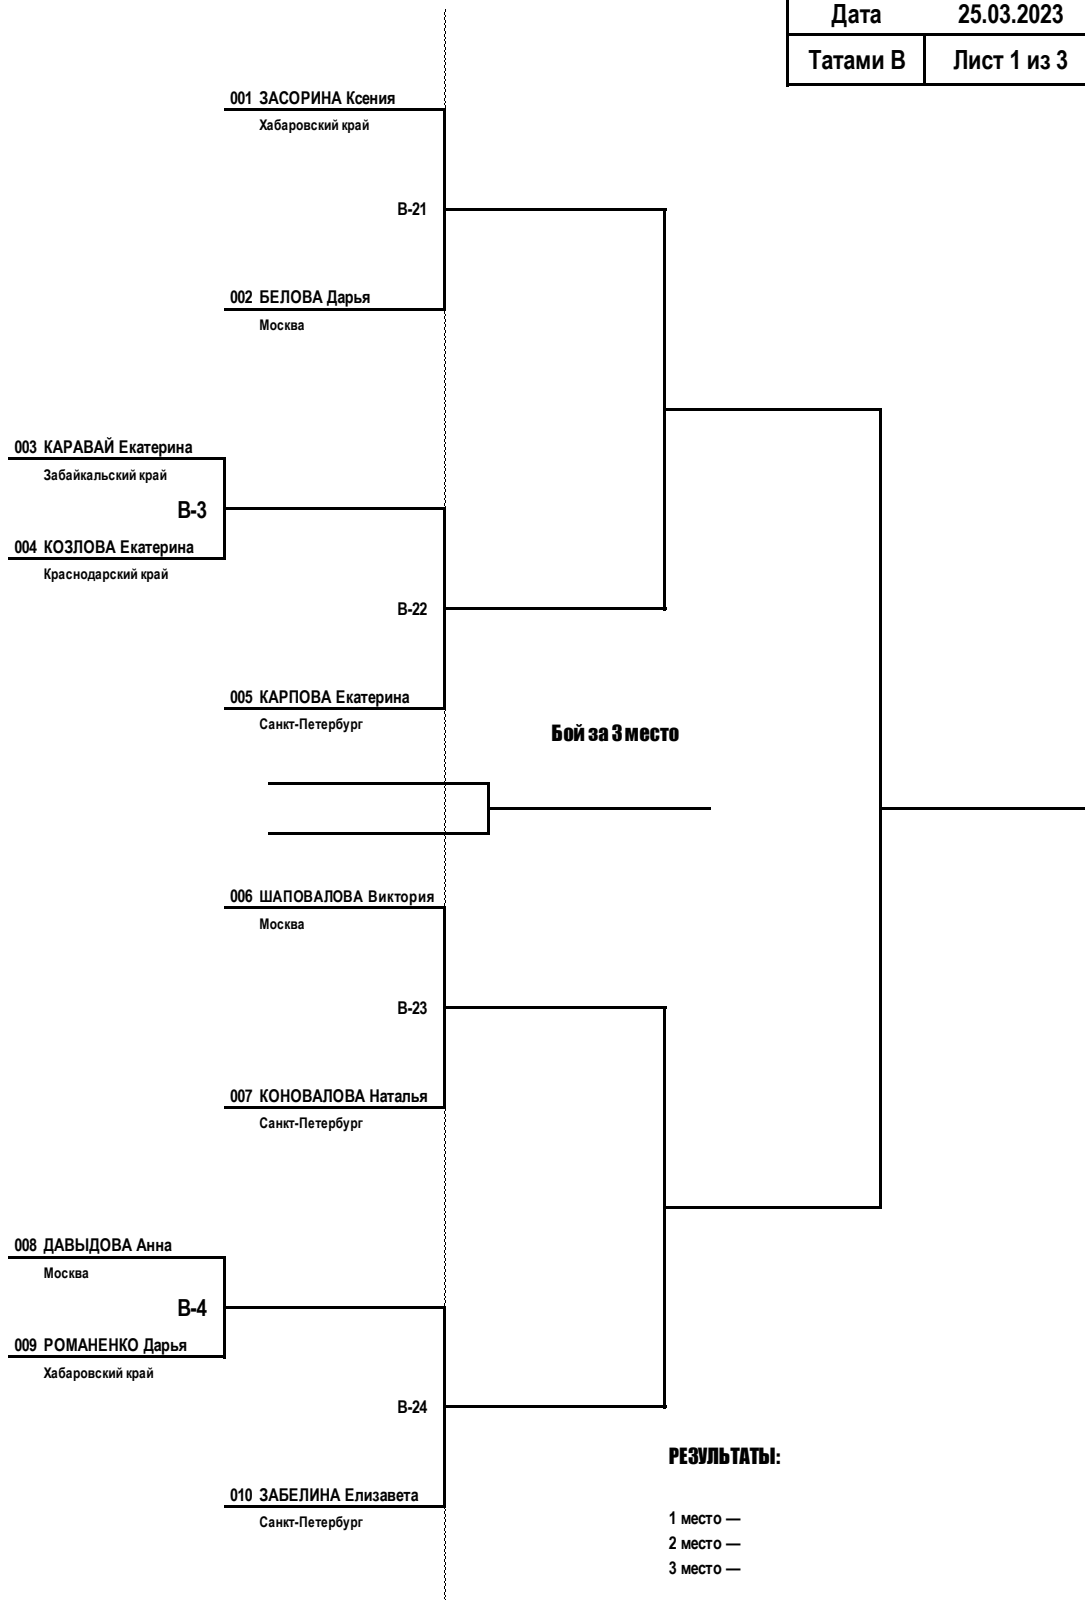 Дата 25.03.2023
Татами В Лист 1 из 3
001 ЗАСОРИНА Ксения
Хабаровский край
В-21
002 БЕЛОВА Дарья
Москва
003 КАРАВАЙ Екатерина
Забайкальский край
В-3
004 КОЗЛОВА Екатерина
Краснодарский край
В-22
005 КАРПОВА Екатерина
Санкт-Петербург
Бой за 3 место
006 ШАПОВАЛОВА Виктория
Москва
В-23
007 КОНОВАЛОВА Наталья
Санкт-Петербург
008 ДАВЫДОВА Анна
Москва
В-4
009 РОМАНЕНКО Дарья
Хабаровский край
В-24
РЕЗУЛЬТАТЫ:
010 ЗАБЕЛИНА Елизавета
Санкт-Петербург
1 место —
2 место —
3 место —